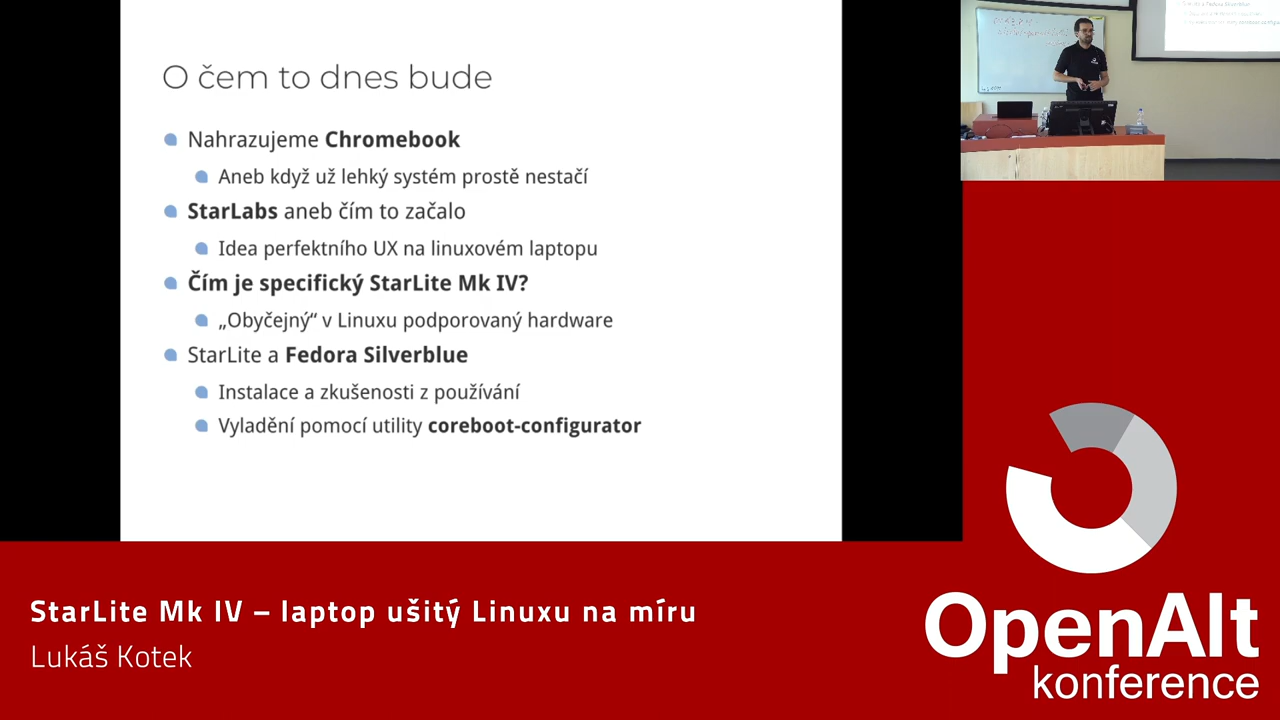 O čem to dnes bude
Nahrazujeme Chromebook
Aneb když už lehký systém prostě nestačí
StarLabs aneb čím to začalo
Idea perfektního UX na linuxovém laptopu
Čím je specifický StarLite Mk IV?
„Obyčejný“ v Linuxu podporovaný hardware
StarLite a Fedora Silverblue
Instalace a zkušenosti z používání
Vyladění pomocí utility coreboot-configurator
StarLite Mk IV – laptop ušitý Linuxu na míru
Lukáš Kotek
OpenAlt
konference